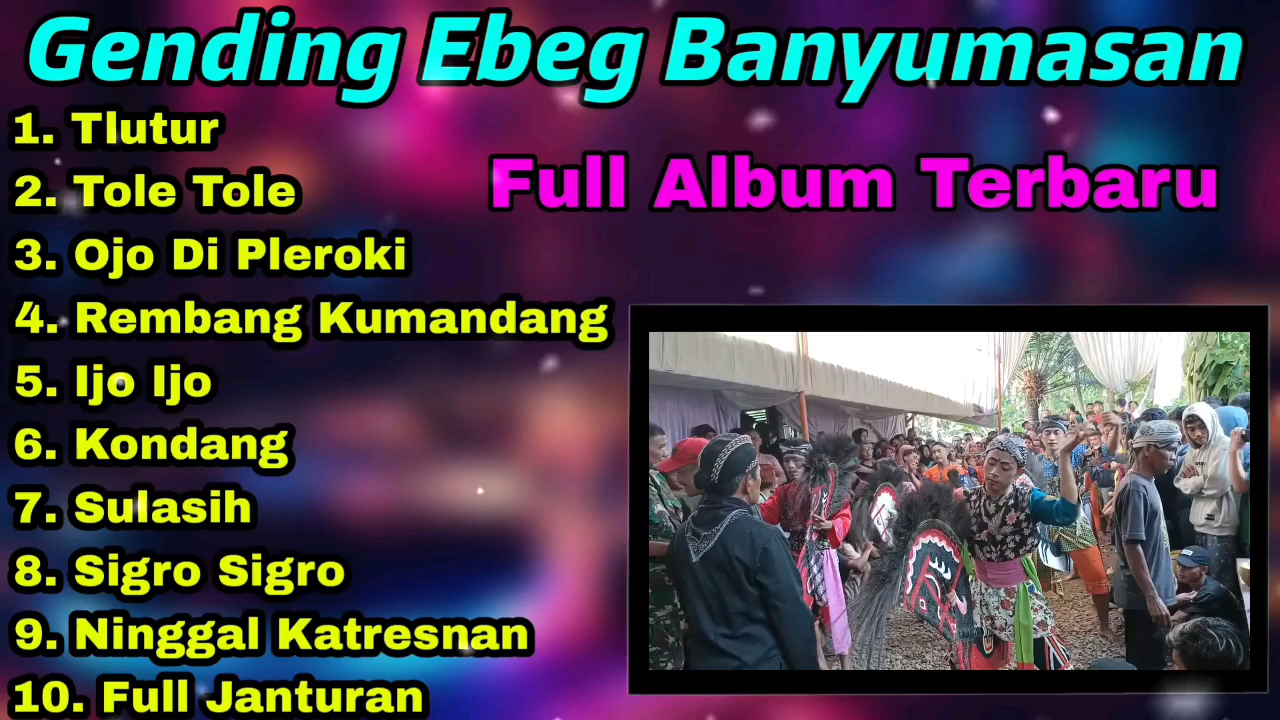 Gending Ebeg Banyumasan
Full Album Terbaru
1. Tlutur
2. Tole Tole
3. Ojo Di Pleroki
4. Rembang Kumandang
5. Ijo Ijo
6. Kondang
7. Sulasih
8. Sigro Sigro
9. Ninggal Katresnan
10. Full Janturan